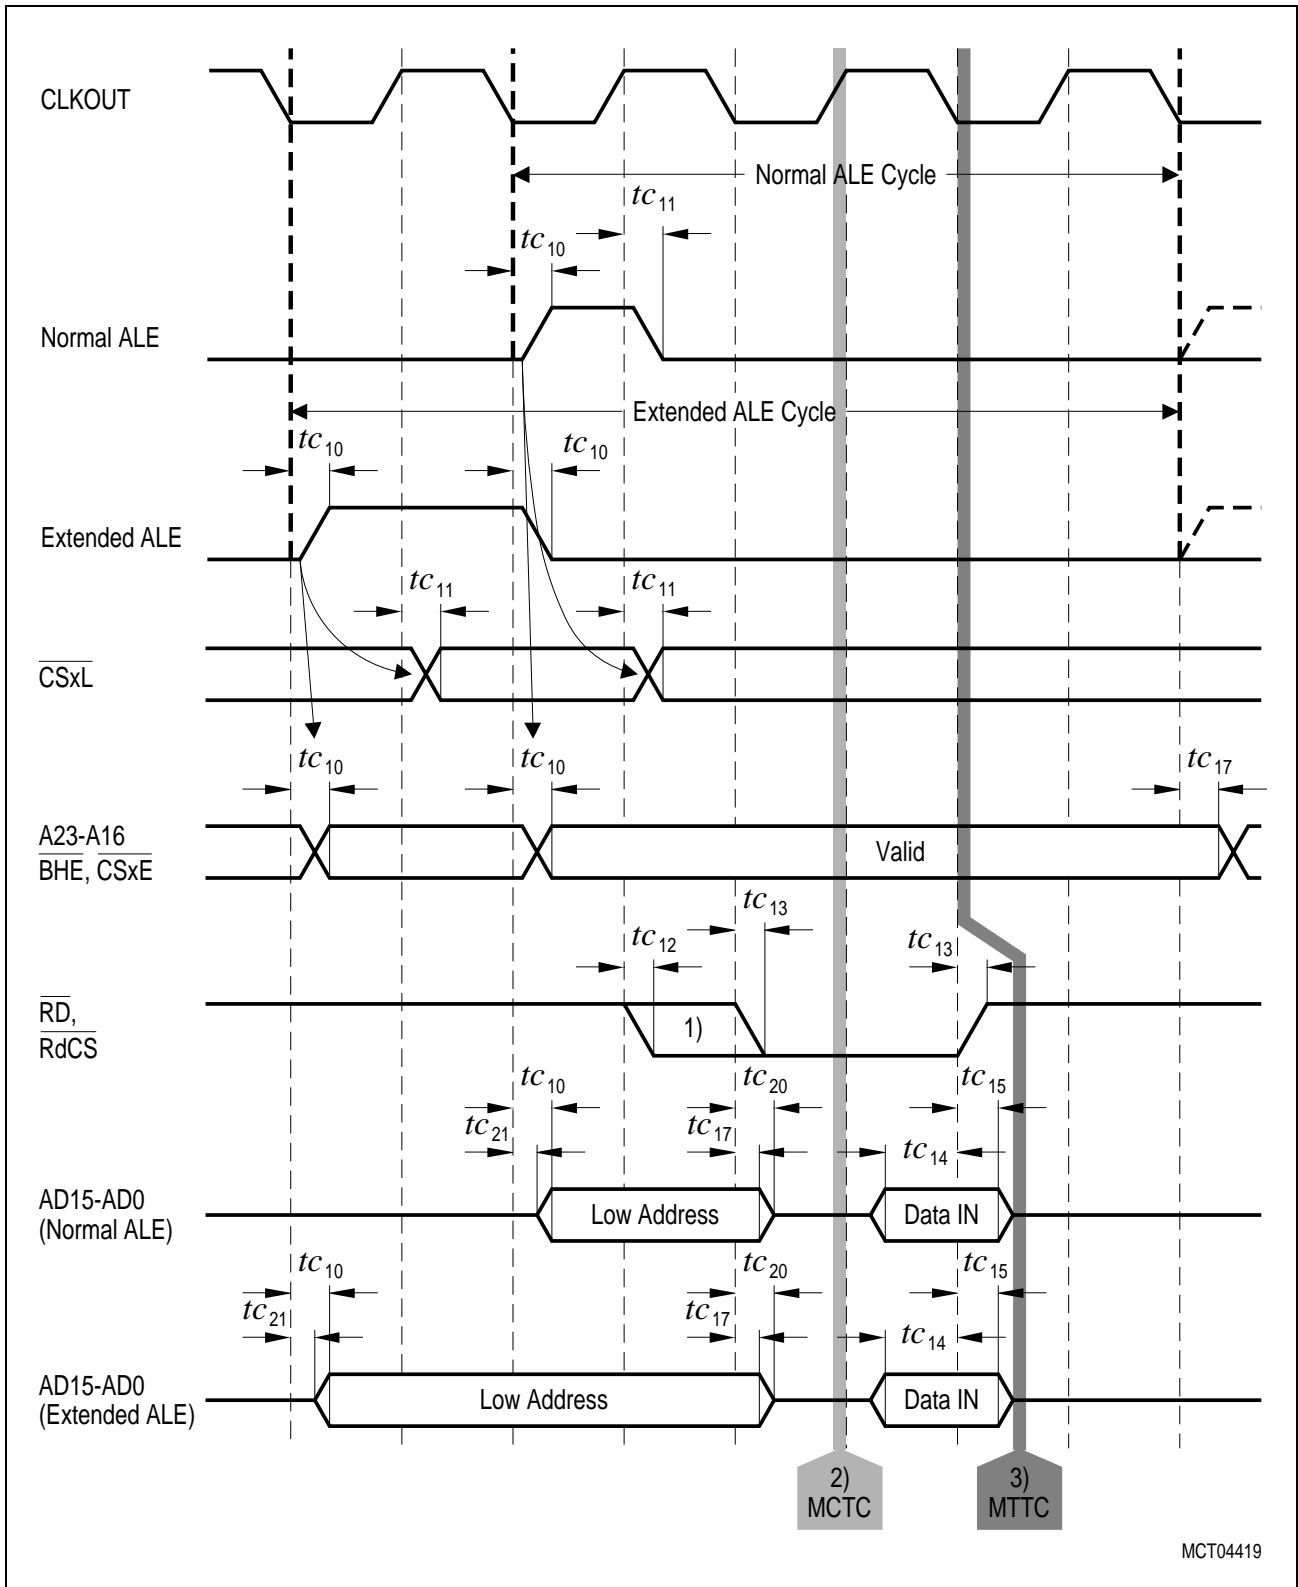 CLKOUT
Normal ALE Cycle
tc11
tc10
Normal ALE
Extended ALE Cycle
tc10
tc10
Extended ALE
tc11
tc11
CSxL
tc10
tc10
tc17
A23-A16
BHE, CSxE
Valid
tc13
tc12
tc13
RD,
RdCS
1)
tc10
tc20
tc15
tc21
tc17
tc14
AD15-AD0
(Normal ALE)
Low Address
Data IN
tc10
tc20
tc15
tc21
tc17
tc14
AD15-AD0
(Extended ALE)
Low Address
Data IN
2)
MCTC
3)
MTTC
MCT04419